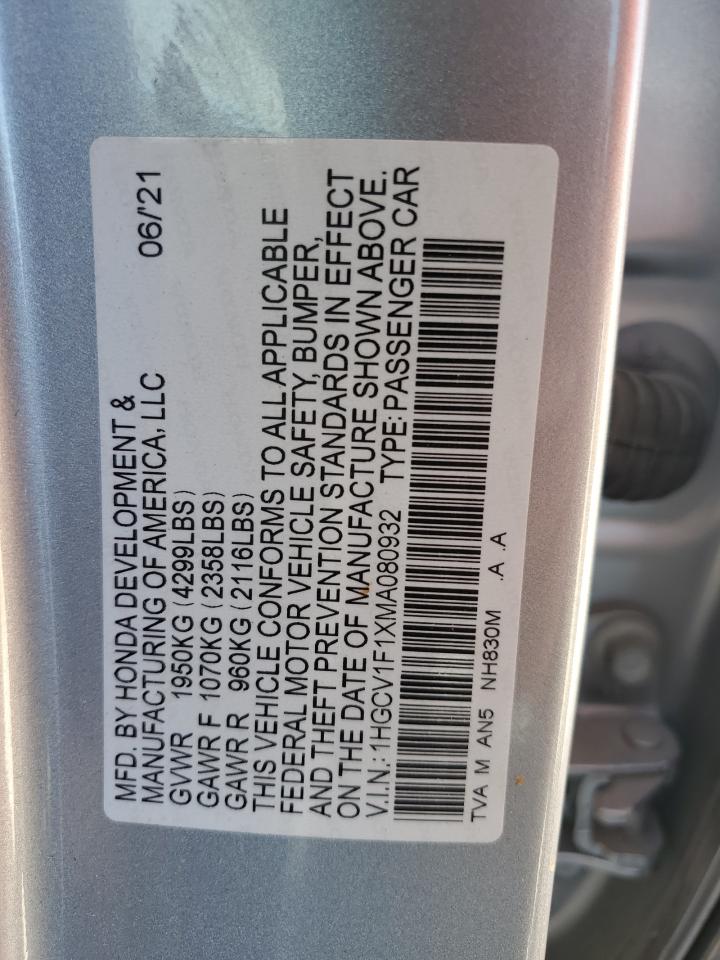 MFD. BY HONDA DEVELOPMENT &
MANUFACTURING OF AMERICA, LLC 06/'21
GVWR 1950KG (4299LBS)
GAWR F 1070KG (2358LBS)
GAWR R 960KG (2116LBS)
THIS VEHICLE CONFORMS TO ALL APPLICABLE
FEDERAL MOTOR VEHICLE SAFETY, BUMPER,
AND THEFT PREVENTION STANDARDS IN EFFECT
ON THE DATE OF MANUFACTURE SHOWN ABOVE.
V.I.N.: 1HGCV1F1XMA080932 TYPE: PASSENGER CAR
TVA M AN5 NH830M .A .A